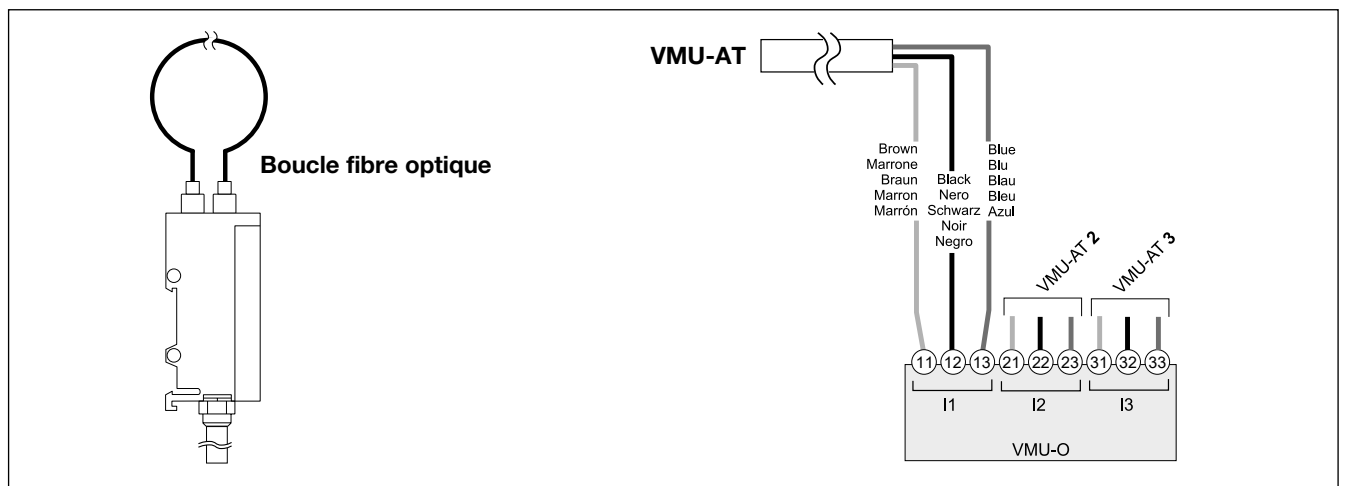 Boucle fibre optique
VMU-AT
Brown
Marrone
Braun
Marron
Marrón
Black
Nero
Schwarz
Noir
Negro
Blue
Blu
Blau
Bleu
Azul
VMU-AT 2
VMU-AT 3
11 12 13 21 22 23 31 32 33
I1 I2 I3
VMU-O